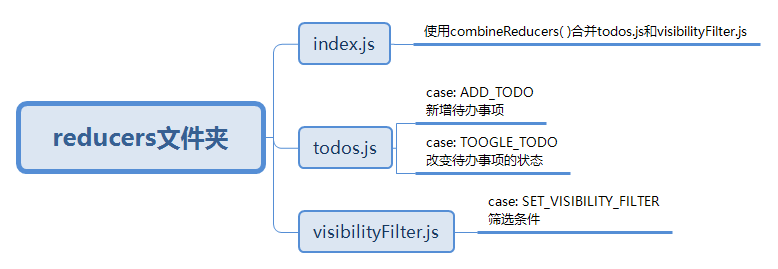 reducers文件夹
index.js
使用combineReducers( )合并todos.js和visibilityFilter.js
todos.js
case: ADD_TODO
新增待办事项
case: TOOGLE_TODO
改变待办事项的状态
visibilityFilter.js
case: SET_VISIBILITY_FILTER
筛选条件